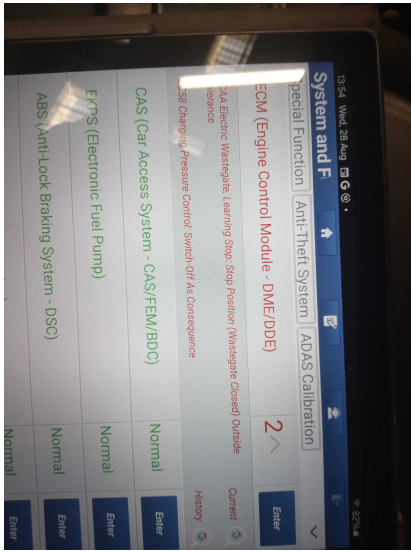 13:54 Wed, 28 Aug G
82%
System and F
pecial Function Anti-Theft System ADAS Calibration
ECM (Engine Control Module - DME/DDE) 2 Enter
AA Electric Wastegate, Learning Stop: Stop Position (Wastegate Closed) Outside Current G
lerance
58 Charging Pressure Control: Switch-Off As Consequence History G
CAS (Car Access System - CAS/FEM/BDC) Normal Enter
EKPS (Electronic Fuel Pump) Normal Enter
ABS (Anti-Lock Braking System - DSC) Normal Enter
Normal Enter